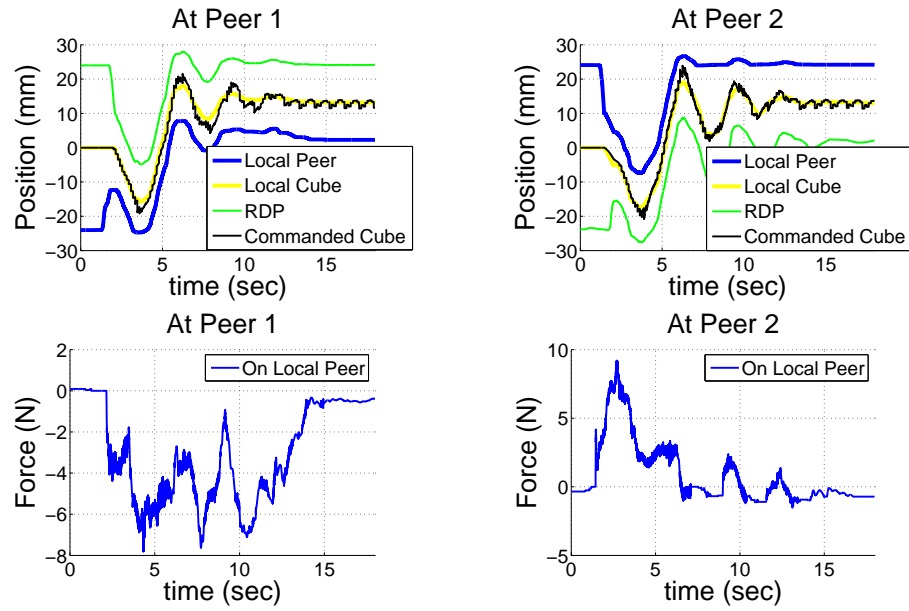 At Peer 1
Position (mm)
30
20
10
0
−10
−20
−30
0
5
10
15
time (sec)
Local Peer
Local Cube
RDP
Commanded Cube
At Peer 2
Position (mm)
30
20
10
0
−10
−20
−30
0
5
10
15
time (sec)
Local Peer
Local Cube
RDP
Commanded Cube
At Peer 1
Force (N)
2
0
−2
−4
−6
−8
0
5
10
15
time (sec)
On Local Peer
At Peer 2
Force (N)
10
5
0
−5
0
5
10
15
time (sec)
On Local Peer